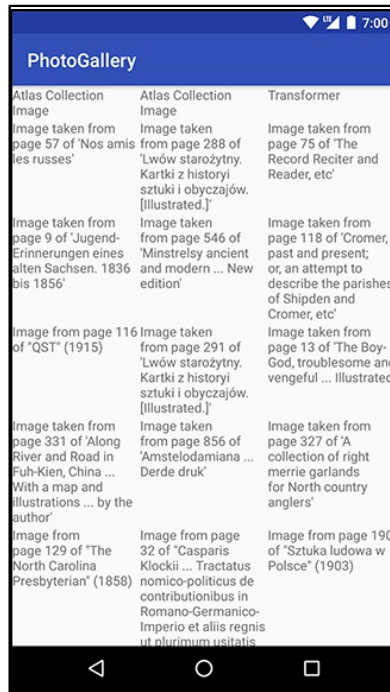 LTE 7:00
PhotoGallery
Atlas Collection
Image
Atlas Collection
Image
Transformer
Image taken from
page 57 of 'Nos amis
les russes'
Image taken
from page 288 of
'Lwów starożytny.
Kartki z historyi
sztuki i obyczajów.
[Illustrated.]'
Image taken from
page 75 of 'The
Record Reciter and
Reader, etc'
Image taken from
page 9 of 'Jugend-
Erinnerungen eines
alten Sachsen. 1836
bis 1856'
Image taken
from page 546 of
'Minstrelsy ancient
and modern ... New
edition'
Image taken from
page 118 of 'Cromer,
past and present;
or, an attempt to
describe the parishes
of Shipden and
Cromer, etc'
Image from page 116
of "QST" (1915)
Image taken
from page 291 of
'Lwów starożytny.
Kartki z historyi
sztuki i obyczajów.
[Illustrated.]'
Image taken from
page 13 of 'The Boy-
God, troublesome and
vengeful ... Illustrated
Image taken from
page 331 of 'Along
River and Road in
Fuh-Kien, China ...
With a map and
illustrations ... by the
author'
Image taken
from page 856 of
'Amstelodamiana ...
Derde druk'
Image taken from
page 327 of 'A
collection of right
merrie garlands
for North country
anglers'
Image from
page 129 of "The
North Carolina
Presbyterian" (1858)
Image from page
32 of "Casparis
Klockii ... Tractatus
nomico-politicus de
contributionibus in
Romano-Germanico-
Imperio et aliis regnis
ut plurimum usitatis
Image from page 190
of "Sztuka ludowa w
Polsce" (1903)